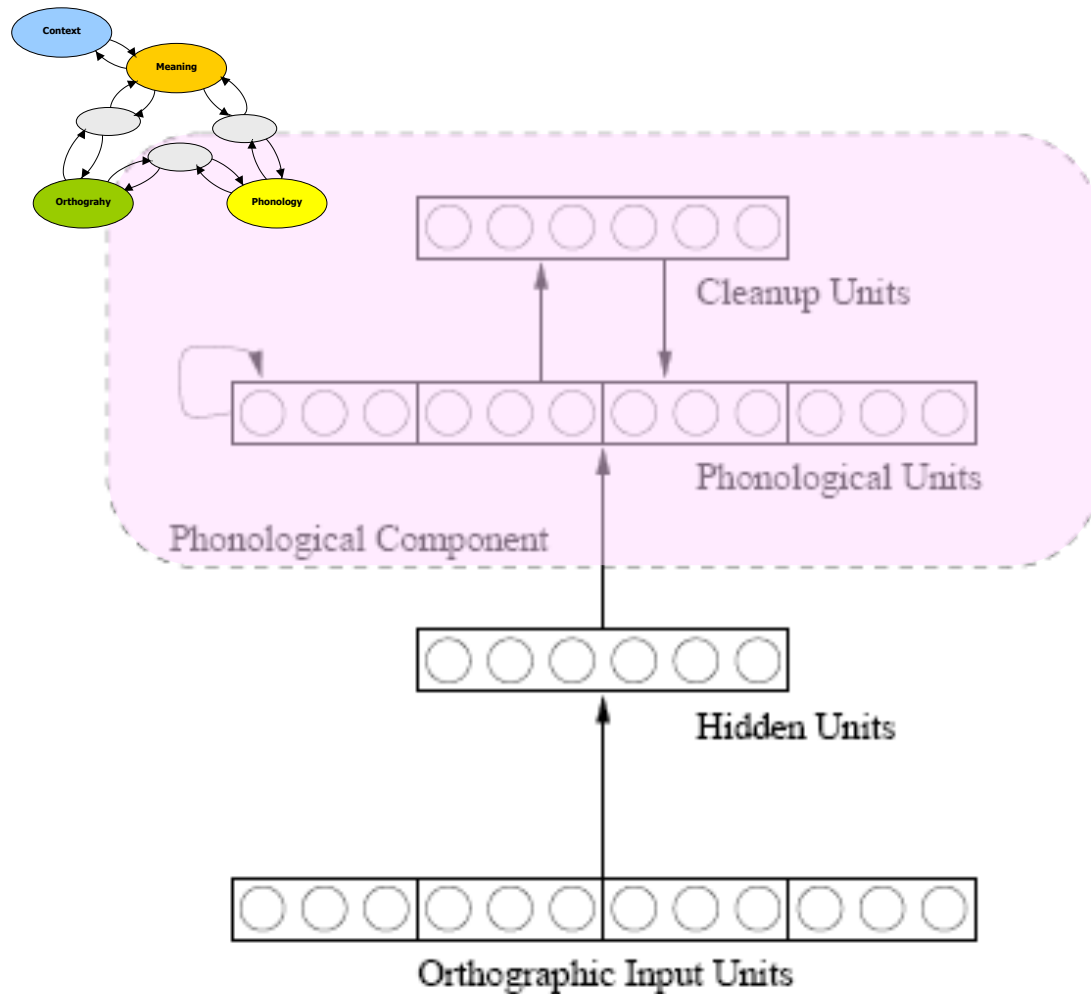 Context
Meaning
Orthograhy
Phonology
Cleanup Units
Phonological Units
Phonological Component
Hidden Units
Orthographic Input Units